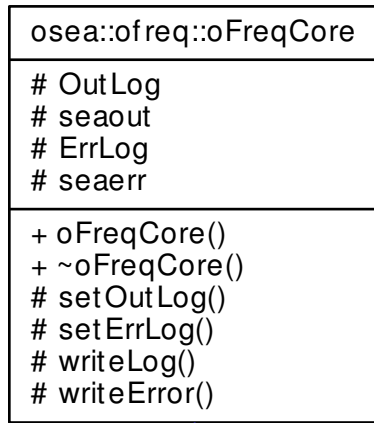 osea::ofreq::oFreqCore
# OutLog
# seaout
# ErrLog
# seaerr
+ oFreqCore()
+ ~oFreqCore()
# setOutLog()
# setErrLog()
# writeLog()
# writeError()